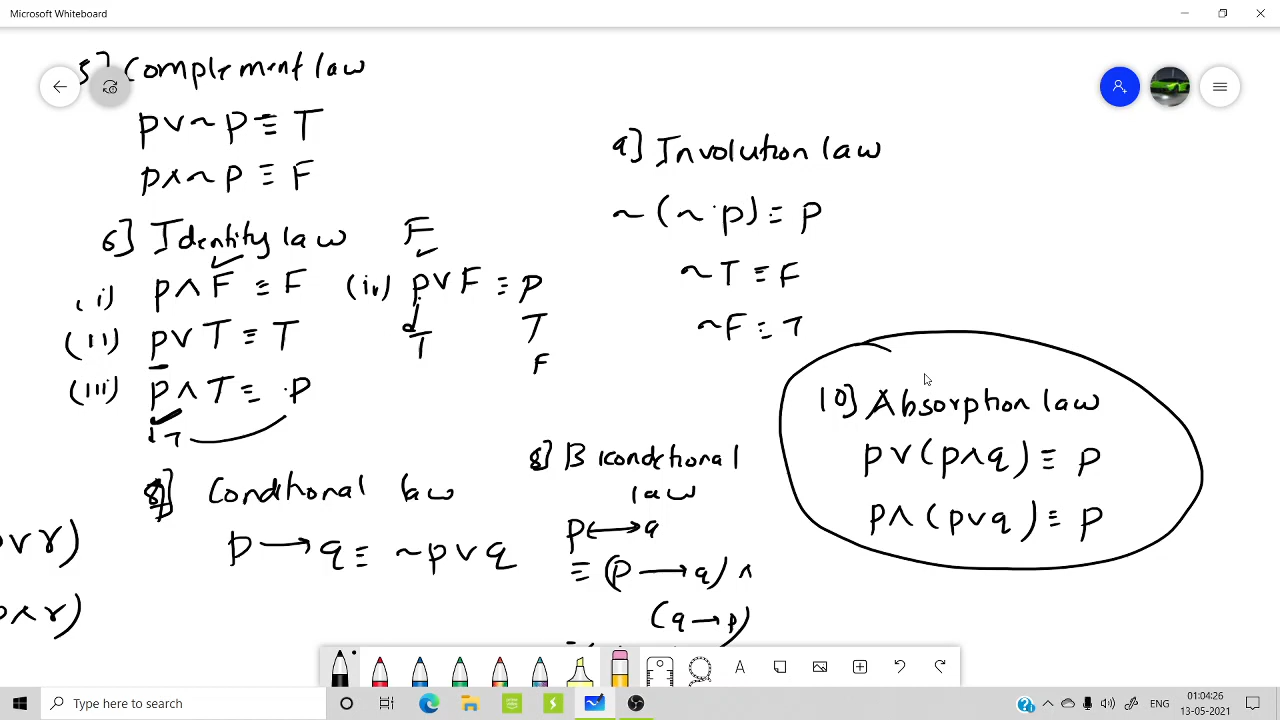 Microsoft Whiteboard
5] Complement law
p∨~p ≡ T
p∧~p ≡ F
6] Identity law F
(i) p∧F ≡ F (iv) p∨F ≡ p
(ii) p∨T ≡ T T T
F
(iii) p∧T ≡ p
T
7] Conditional law
p → q ≡ ~p∨q
∨r)
∧r)
8] Biconditional
law
p↔q
≡ (p → q) ∧
(q → p)
9] Involution law
~(~p) ≡ p
~T ≡ F
~F ≡ T
10] Absorption law
p∨(p∧q) ≡ p
p∧(p∨q) ≡ p
Type here to search
ENG
01:04:26
13-05-2021